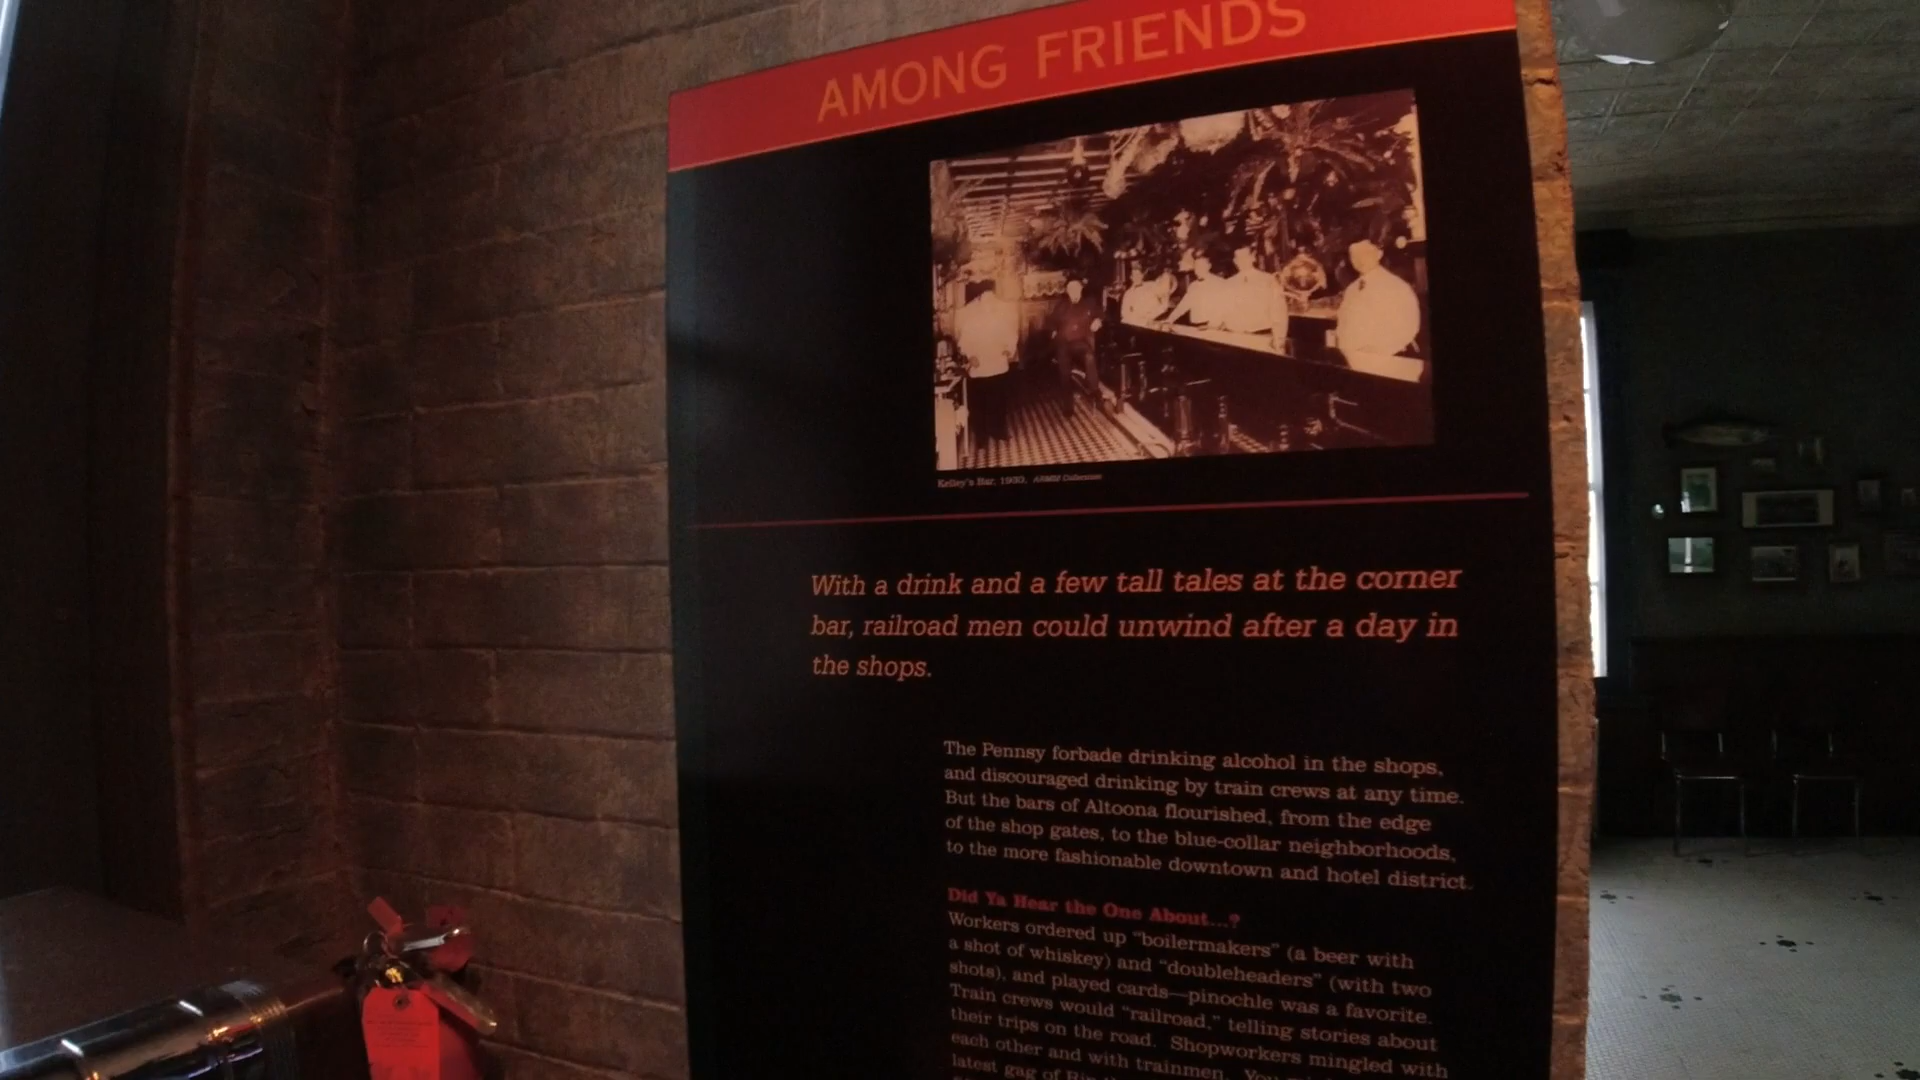 AMONG FRIENDS
Kelley's Bar, 1930.
With a drink and a few tall tales at the corner
bar, railroad men could unwind after a day in
the shops.
The Pennsy forbade drinking alcohol in the shops,
and discouraged drinking by train crews at any time.
But the bars of Altoona flourished, from the edge
of the shop gates, to the blue-collar neighborhoods,
to the more fashionable downtown and hotel district.
Did Ya Hear the One About...?
Workers ordered up "boilermakers" (a beer with
a shot of whiskey) and "doubleheaders" (with two
shots), and played cards—pinochle was a favorite.
Train crews would "railroad," telling stories about
their trips on the road. Shopworkers mingled with
each other and with trainmen. You
latest gag of